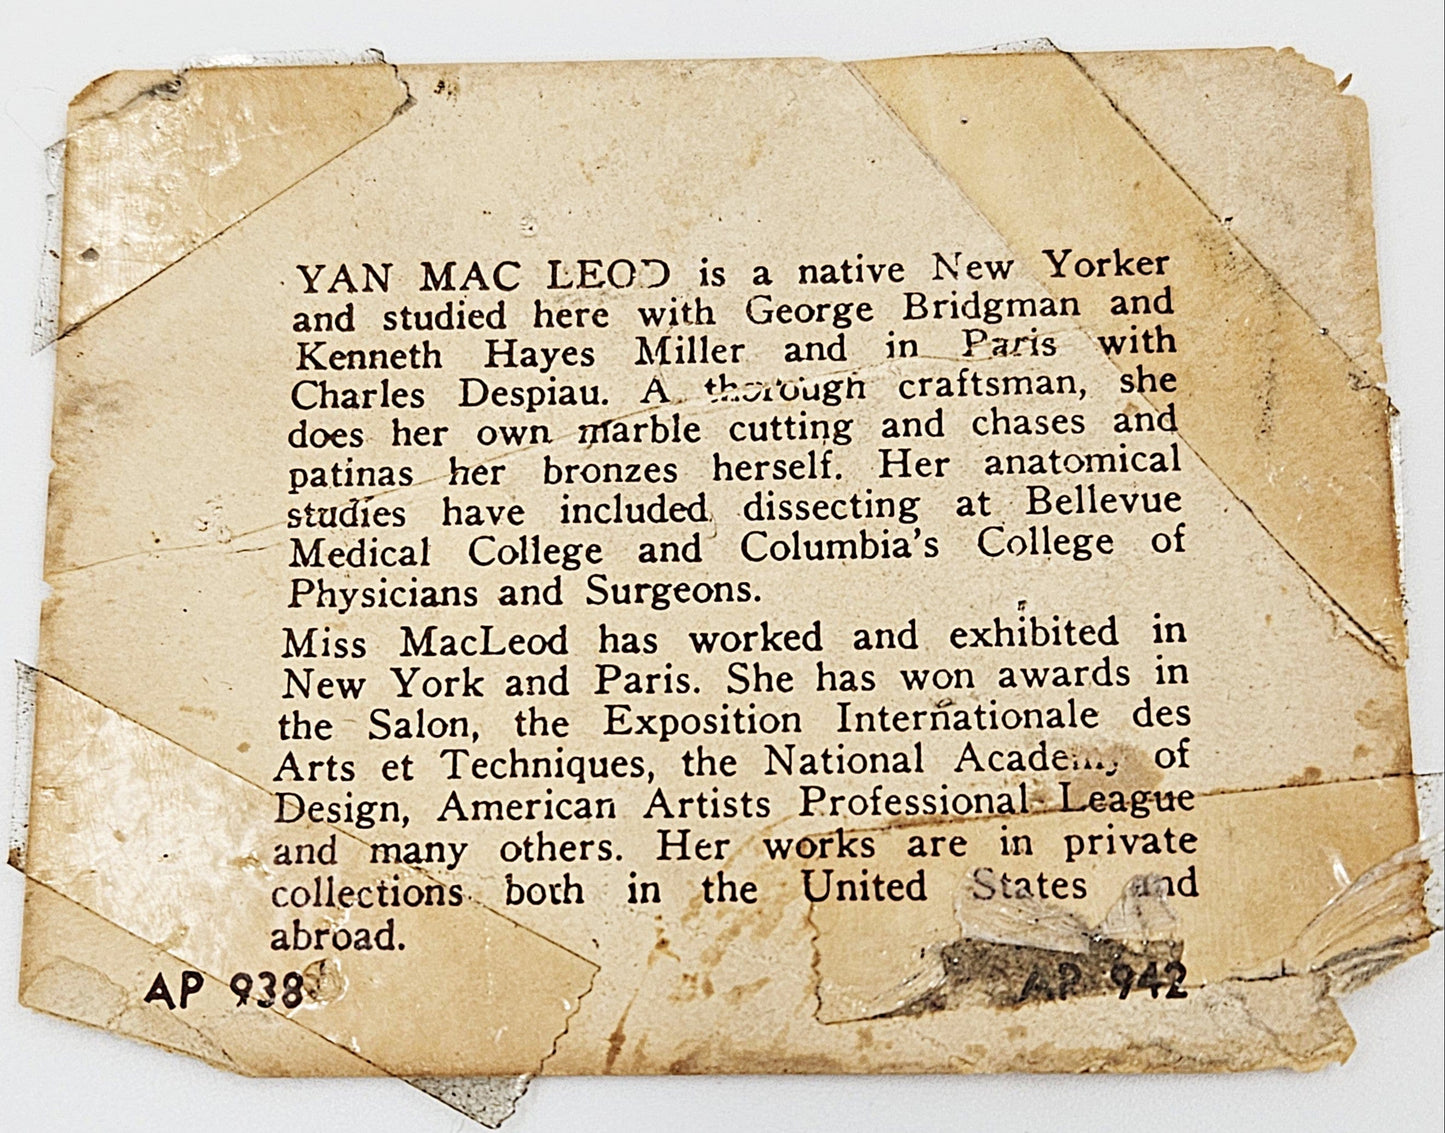 YAN MAC LEOD is a native New Yorker
and studied here with George Bridgman and
Kenneth Hayes Miller and in Paris with
Charles Despiau. A thorough craftsman, she
does her own marble cutting and chases and
patinas her bronzes herself. Her anatomical
studies have included dissecting at Bellevue
Medical College and Columbia's College of
Physicians and Surgeons.
Miss MacLeod has worked and exhibited in
New York and Paris. She has won awards in
the Salon, the Exposition Internationale des
Arts et Techniques, the National Academy of
Design, American Artists Professional League
and many others. Her works are in private
collections both in the United States and
abroad.
AP 938 AP 942